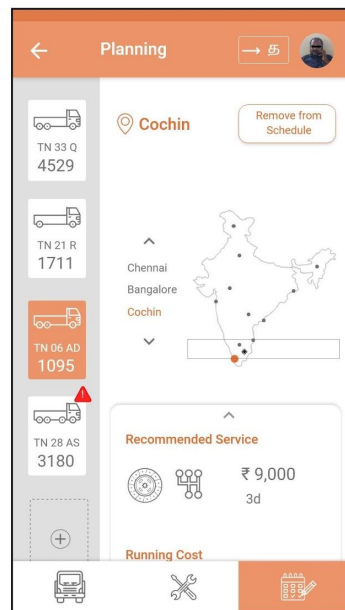 Planning
→ த
TN 33 Q
4529
TN 21 R
1711
TN 06 AD
1095
TN 28 AS
3180
Cochin
Remove from
Schedule
Chennai
Bangalore
Cochin
Recommended Service
₹ 9,000
3d
Running Cost